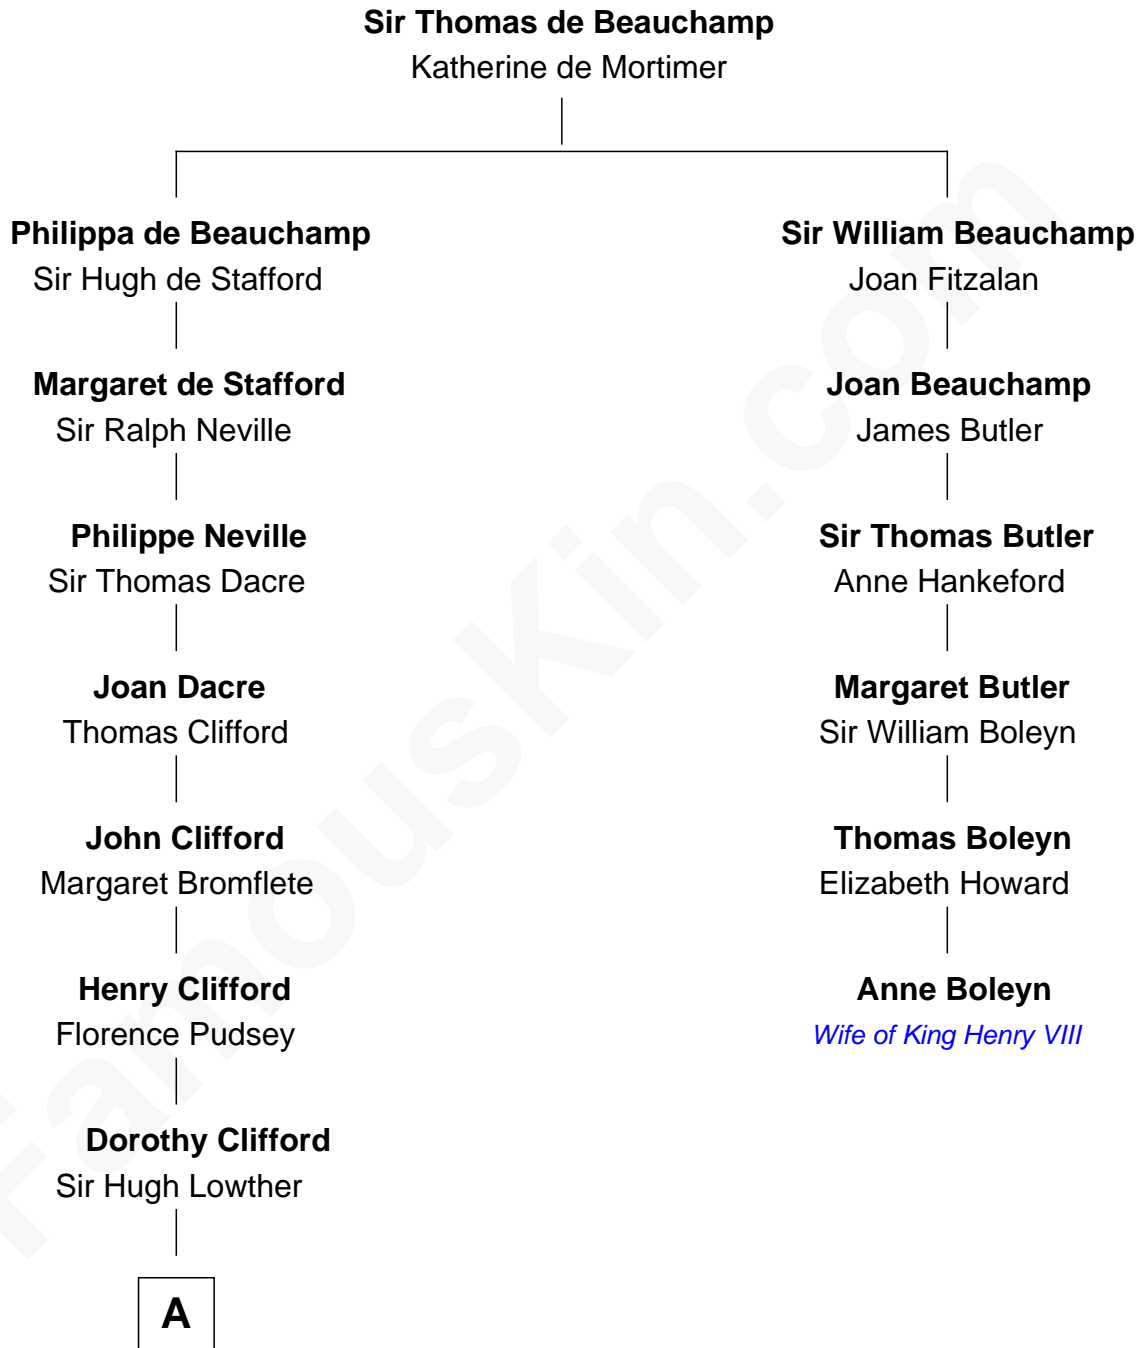 Sir Thomas de Beauchamp
Katherine de Mortimer
Philippa de Beauchamp
Sir Hugh de Stafford
Sir William Beauchamp
Joan Fitzalan
Margaret de Stafford
Sir Ralph Neville
Joan Beauchamp
James Butler
Philippe Neville
Sir Thomas Dacre
Sir Thomas Butler
Anne Hankeford
Joan Dacre
Thomas Clifford
Margaret Butler
Sir William Boleyn
John Clifford
Margaret Bromflete
Thomas Boleyn
Elizabeth Howard
Henry Clifford
Florence Pudsey
Anne Boleyn
Wife of King Henry VIII
Dorothy Clifford
Sir Hugh Lowther
A
FamousKin.com